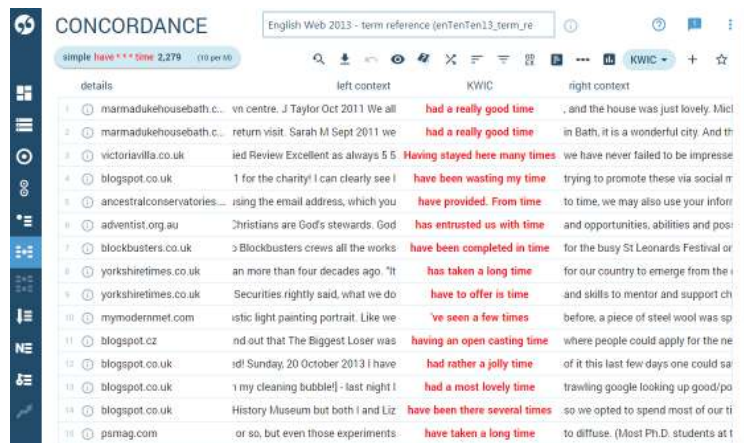 CONCORDANCE
English Web 2013 - term reference (enTenTen13_term_re
simple have * * * time 2,279 (10 per M)
KWIC
details left context KWIC right context
1 marmadukehousebath.c... vn centre. J Taylor Oct 2011 We all had a really good time , and the house was just lovely. Micl
2 marmadukehousebath.c... return visit. Sarah M Sept 2011 we had a really good time in Bath, it is a wonderful city. And th
3 victoriavilla.co.uk ied Review Excellent as always 5 5 Having stayed here many times we have never failed to be impresse
4 blogspot.co.uk 1 for the charity! I can clearly see I have been wasting my time trying to promote these via social m
5 ancestralconservatories.... using the email address, which you have provided. From time to time, we may also use your inforr
6 adventist.org.au Christians are God's stewards. God has entrusted us with time and opportunities, abilities and poss
7 blockbusters.co.uk o Blockbusters crews all the works have been completed in time for the busy St Leonards Festival or
8 yorkshiretimes.co.uk an more than four decades ago. "It has taken a long time for our country to emerge from the
9 yorkshiretimes.co.uk Securities rightly said, what we do have to offer is time and skills to mentor and support ch
10 mymodernmet.com stic light painting portrait. Like we 've seen a few times before, a piece of steel wool was sp
11 blogspot.cz nd out that The Biggest Loser was having an open casting time where people could apply for the ne
12 blogspot.co.uk ed! Sunday, 20 October 2013 I have had rather a jolly time of it this last few days one could sa
13 blogspot.co.uk n my cleaning bubble!] - last night I had a most lovely time trawling google looking up good/po
14 blogspot.co.uk History Museum but both I and Liz have been there several times so we opted to spend most of our ti
15 psmag.com or so, but even those experiments have taken a long time to diffuse. (Most Ph.D. students at t